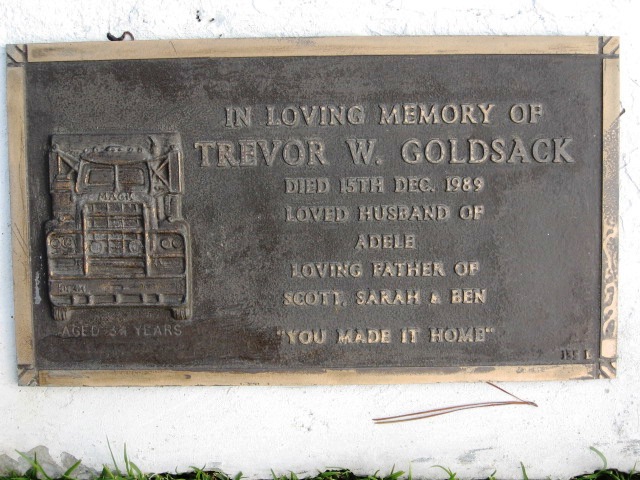 IN LOVING MEMORY OF
TREVOR W. GOLDSACK
DIED 15TH DEC. 1989
LOVED HUSBAND OF
ADELE
LOVING FATHER OF
SCOTT, SARAH & BEN
"YOU MADE IT HOME"
MACK
AGED 34 YEARS